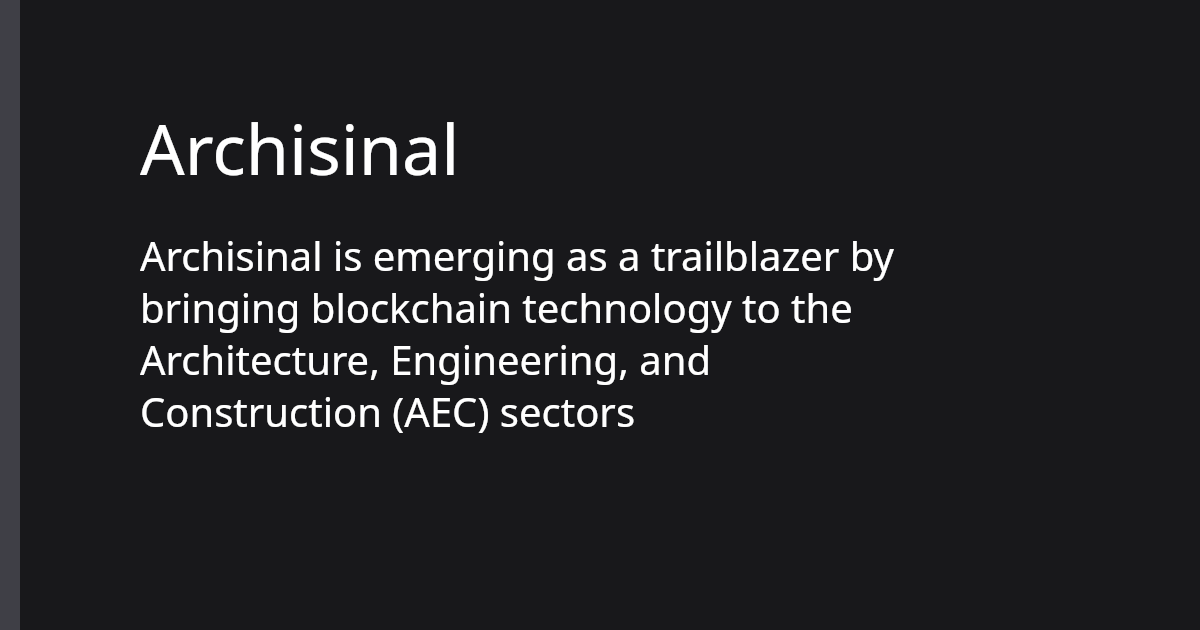 Archisinal
Archisinal is emerging as a trailblazer by
bringing blockchain technology to the
Architecture, Engineering, and
Construction (AEC) sectors